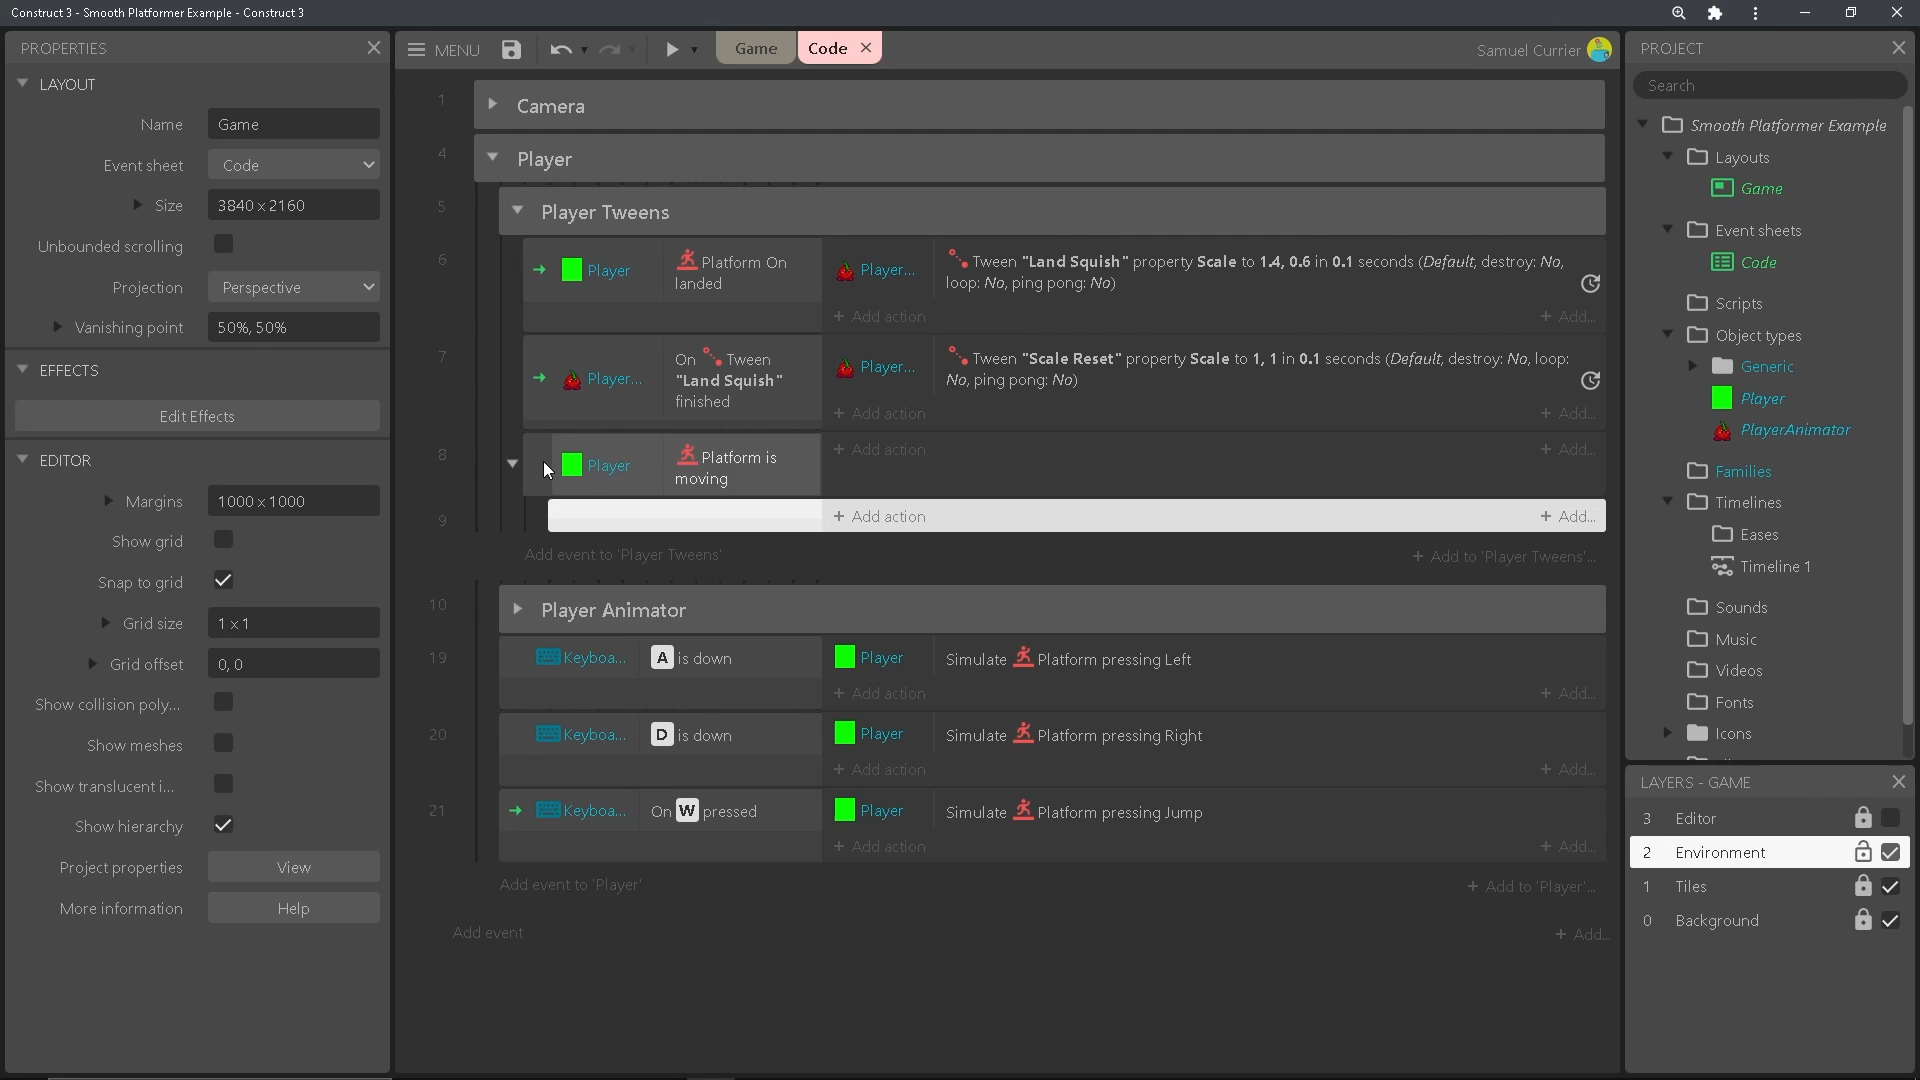 Construct 3 - Smooth Platformer Example - Construct 3
PROPERTIES
LAYOUT
Name Game
Event sheet Code
Size 3840 x 2160
Unbounded scrolling
Projection Perspective
Vanishing point 50%, 50%
EFFECTS
Edit Effects
EDITOR
Margins 1000 x 1000
Show grid
Snap to grid
Grid size 1 x 1
Grid offset 0, 0
Show collision poly...
Show meshes
Show translucent i...
Show hierarchy
Project properties View
More information Help
MENU
Game
Code
Samuel Currier
1 Camera
4 Player
5 Player Tweens
6 Player Platform On landed
Player... Tween "Land Squish" property Scale to 1.4, 0.6 in 0.1 seconds (Default, destroy: No,
loop: No, ping pong: No)
+ Add action + Add...
7 Player... On Tween
"Land Squish"
finished
Player... Tween "Scale Reset" property Scale to 1, 1 in 0.1 seconds (Default, destroy: No, loop:
No, ping pong: No)
+ Add action + Add...
8 Player Platform is
moving
+ Add action + Add...
9 + Add action + Add...
Add event to 'Player Tweens' + Add to 'Player Tweens'...
10 Player Animator
19 Keyboa... A is down Player Simulate Platform pressing Left
+ Add action + Add...
20 Keyboa... D is down Player Simulate Platform pressing Right
+ Add action + Add...
21 Keyboa... On W pressed Player Simulate Platform pressing Jump
+ Add action + Add...
Add event to 'Player' + Add to 'Player'...
Add event + Add...
PROJECT
Search
Smooth Platformer Example
Layouts
Game
Event sheets
Code
Scripts
Object types
Generic
Player
PlayerAnimator
Families
Timelines
Eases
Timeline 1
Sounds
Music
Videos
Fonts
Icons
LAYERS - GAME
3 Editor
2 Environment
1 Tiles
0 Background